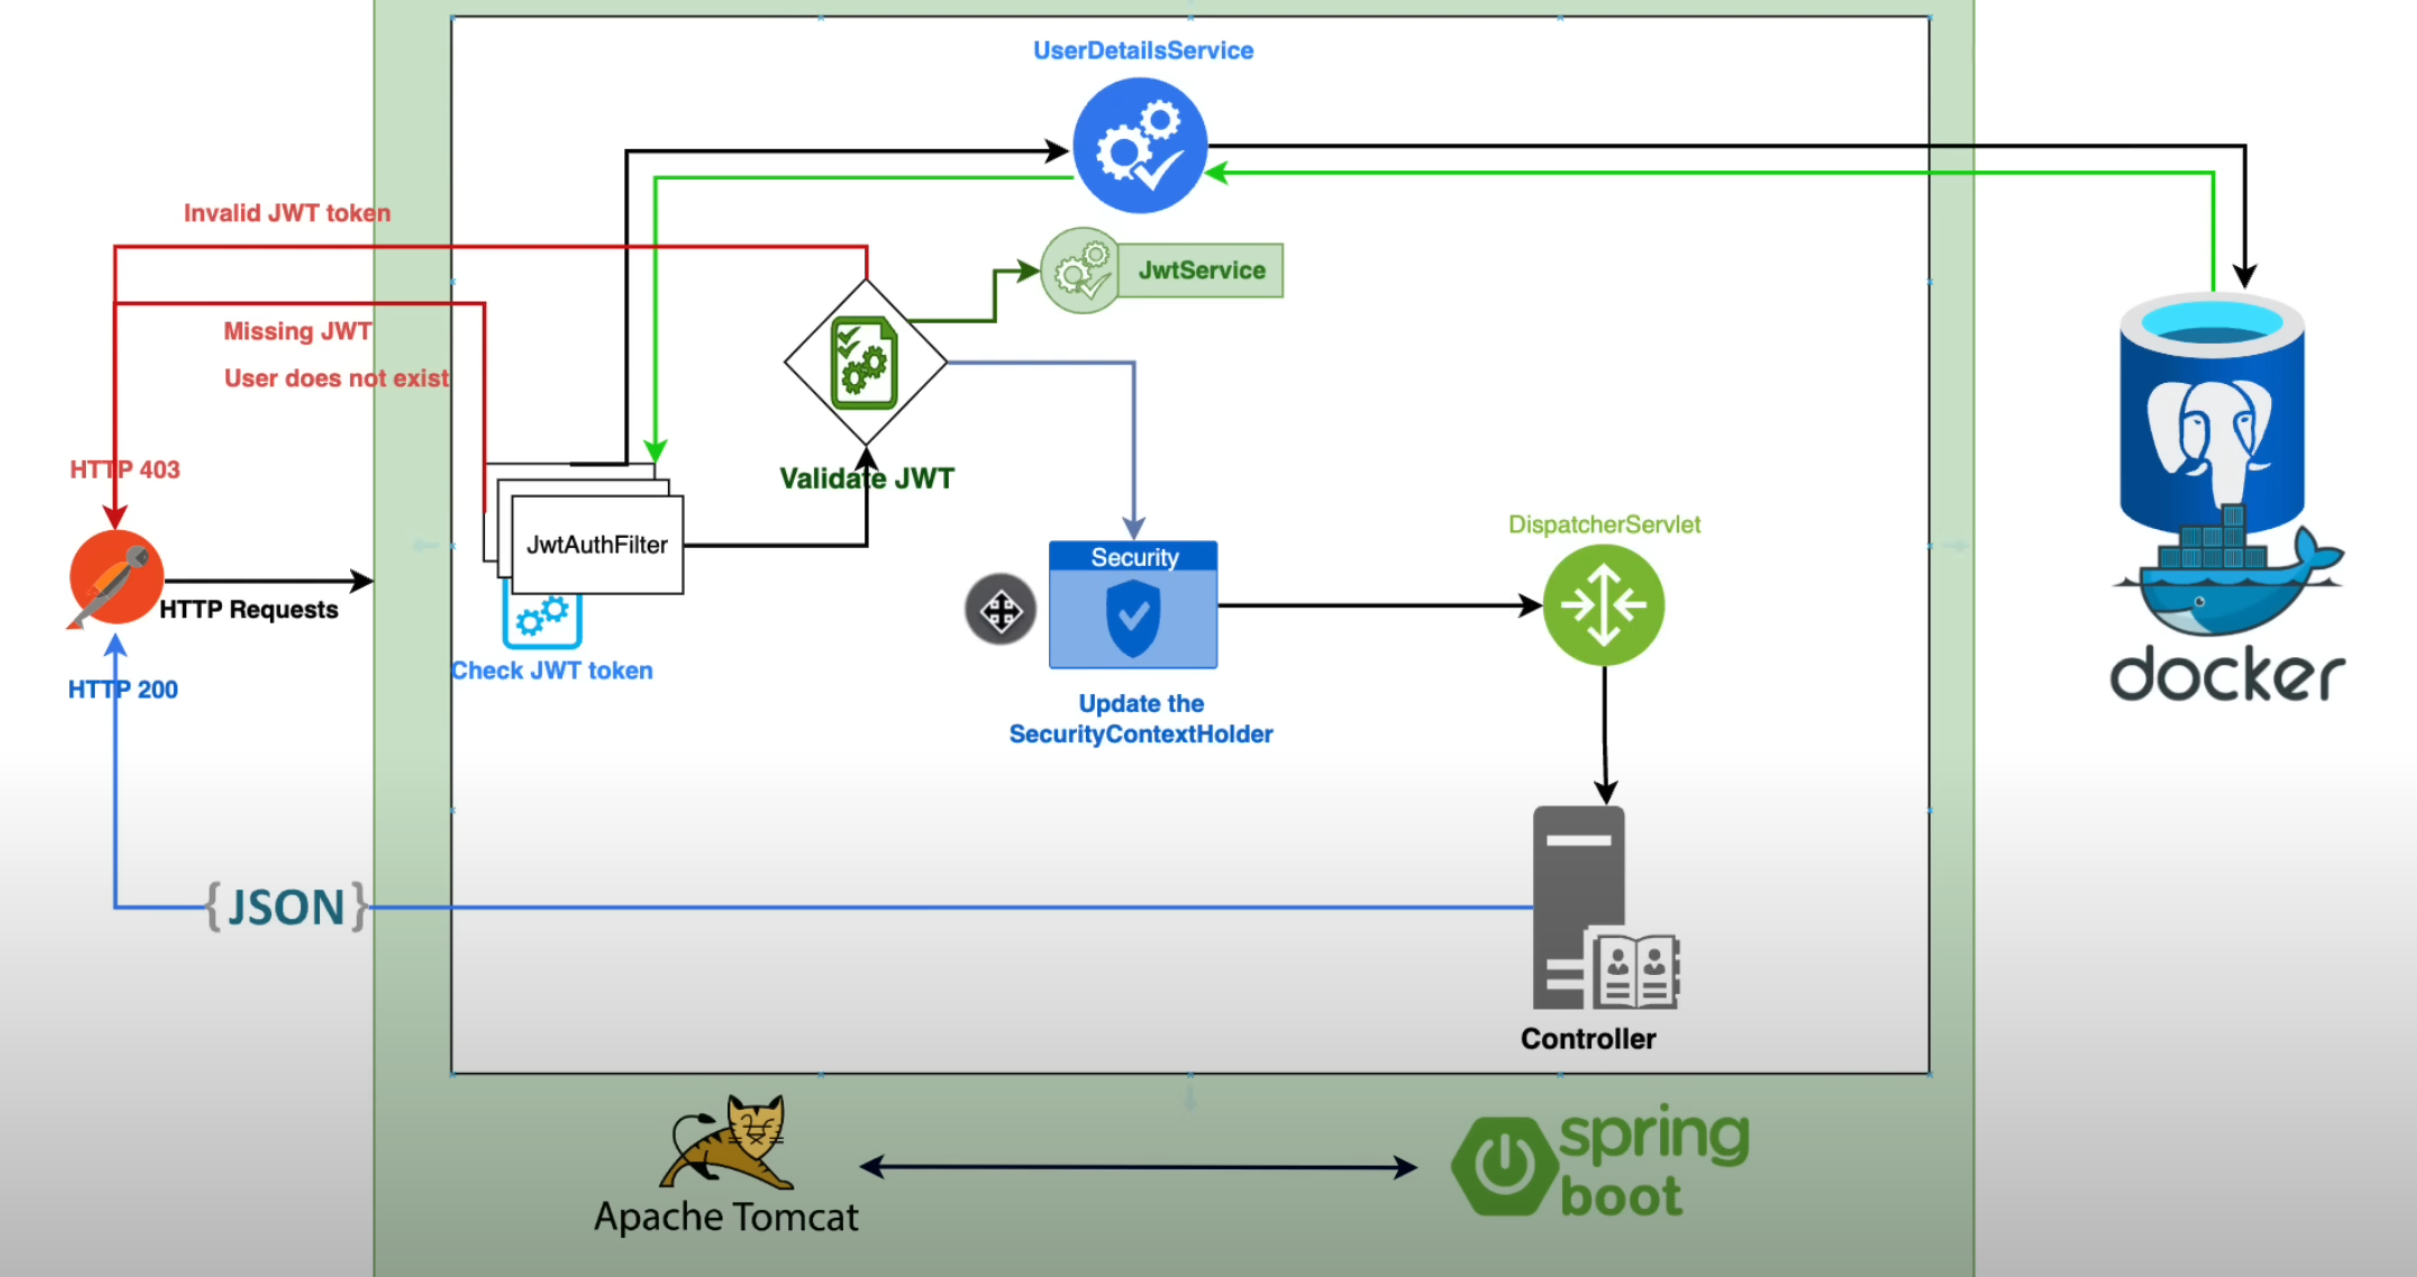 UserDetailsService
Invalid JWT token
JwtService
Missing JWT
User does not exist
HTTP 403
Validate JWT
JwtAuthFilter
DispatcherServlet
Security
HTTP Requests
Check JWT token
docker
HTTP 200
Update the
SecurityContextHolder
{JSON}
Controller
spring
boot
Apache Tomcat